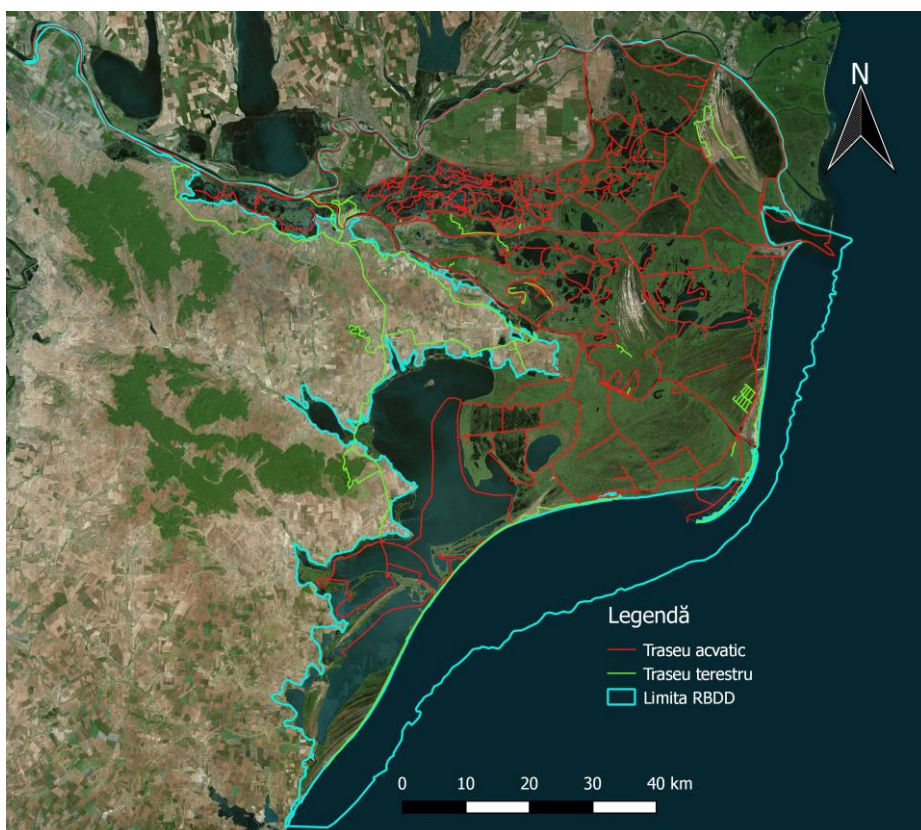 N
Legendă
Traseu acvatic
Traseu terestru
Limita RBDD
0 10 20 30 40 km